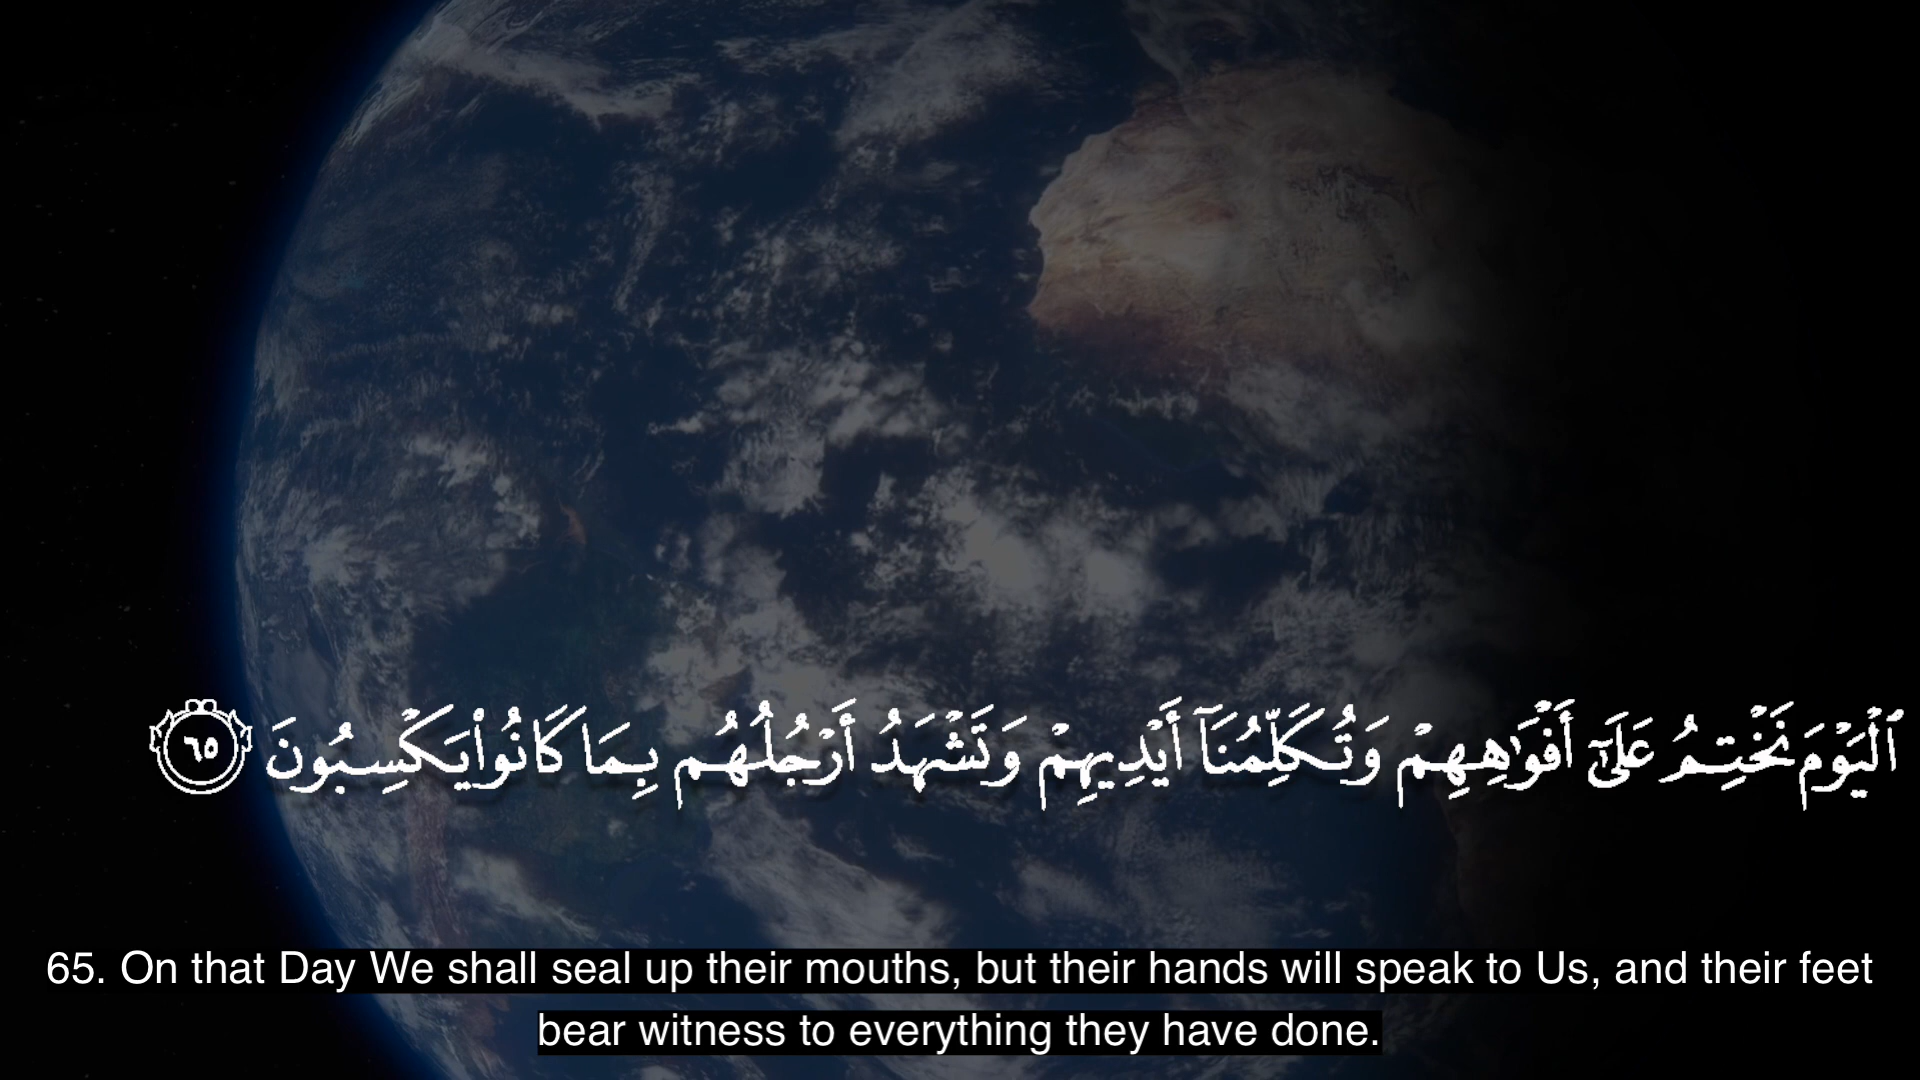 ٱلْيَوْمَ نَخْتِمُ عَلَىٰٓ أَفْوَٰهِهِمْ وَتُكَلِّمُنَآ أَيْدِيهِمْ وَتَشْهَدُ أَرْجُلُهُم بِمَا كَانُوا۟ يَكْسِبُونَ ٦٥
65. On that Day We shall seal up their mouths, but their hands will speak to Us, and their feet
bear witness to everything they have done.